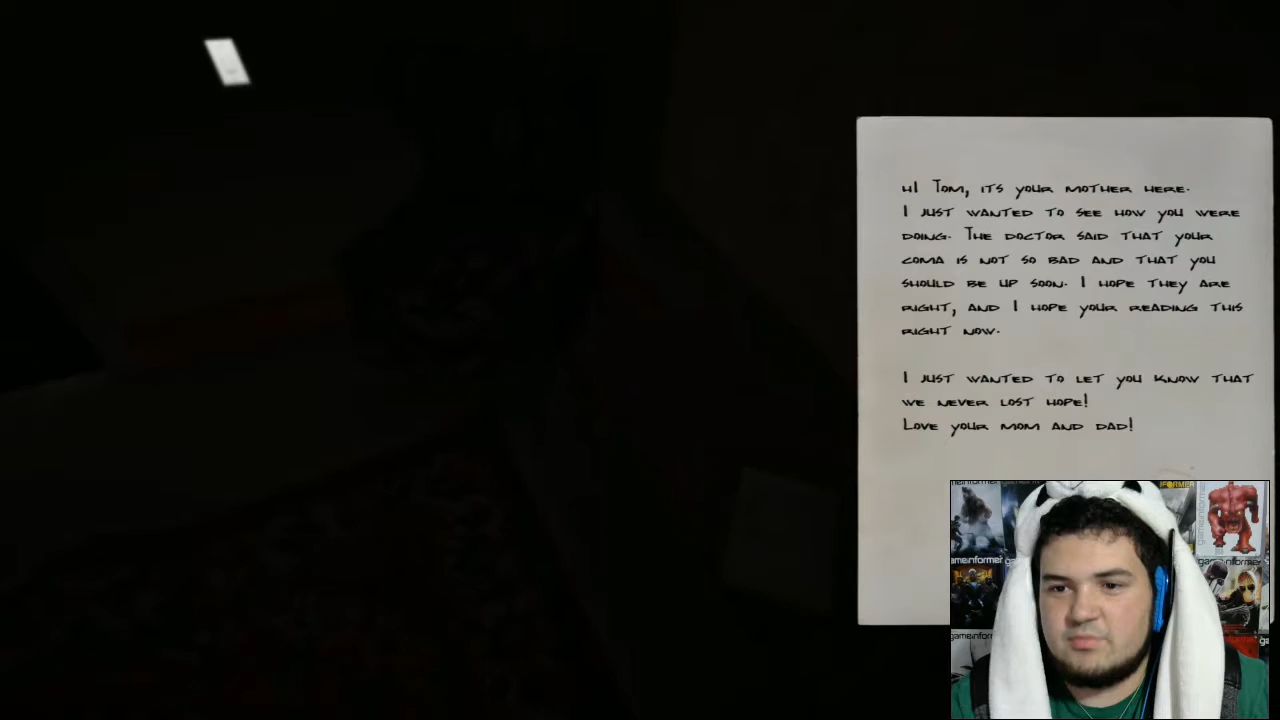 HI TOM, ITS YOUR MOTHER HERE.
I JUST WANTED TO SEE HOW YOU WERE
DOING. THE DOCTOR SAID THAT YOUR
COMA IS NOT SO BAD AND THAT YOU
SHOULD BE UP SOON. I HOPE THEY ARE
RIGHT, AND I HOPE YOUR READING THIS
RIGHT NOW.
I JUST WANTED TO LET YOU KNOW THAT
WE NEVER LOST HOPE!
LOVE YOUR MOM AND DAD!
gameinformer